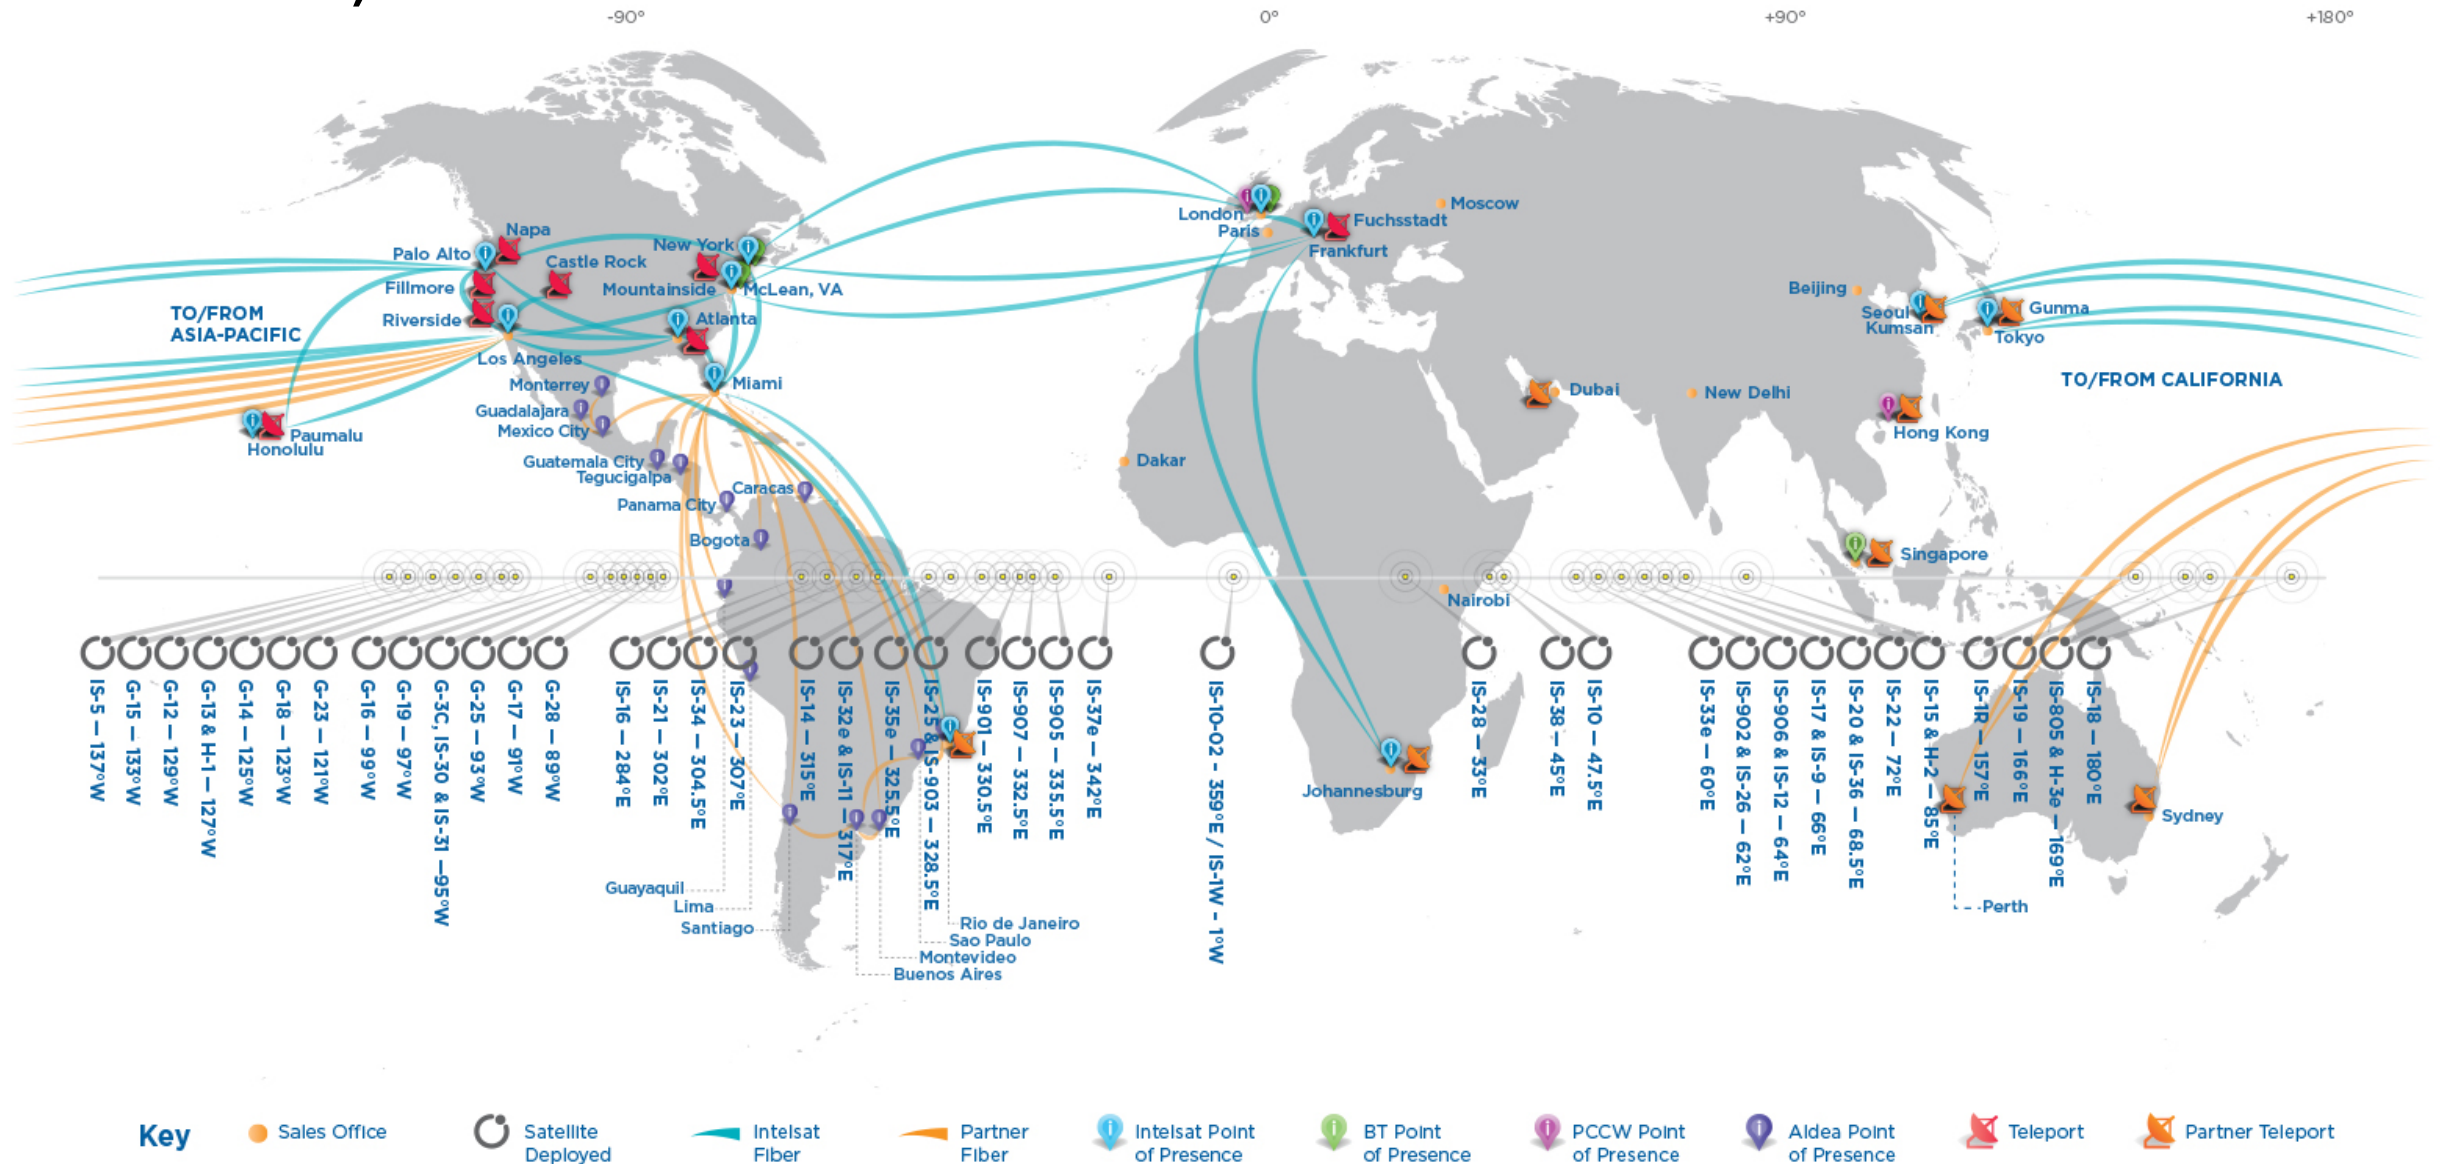 -90°
0°
+90°
+180°
Napa
Palo Alto
New York
Castle Rock
Fillmore
Mountainside
McLean, VA
TO/FROM
ASIA-PACIFIC
Riverside
Atlanta
Los Angeles
Monterrey
Miami
Guadalajara
Mexico City
Paumalu
Honolulu
Guatemala City
Tegucigalpa
Caracas
Panama City
Bogota
London
Paris
Fuchsstadt
Frankfurt
Moscow
Beijing
Seoul
Kumsan
Gunma
Tokyo
TO/FROM CALIFORNIA
Dubai
New Delhi
Hong Kong
Dakar
Singapore
Nairobi
IS-5 — 137°W
G-15 — 133°W
G-12 — 129°W
G-13 & H-1 — 127°W
G-14 — 125°W
G-18 — 123°W
G-23 — 121°W
G-16 — 99°W
G-19 — 97°W
G-3C, IS-30 & IS-31 —95°W
G-25 — 93°W
G-17 — 91°W
G-28 — 89°W
IS-16 — 284°E
IS-21 — 302°E
IS-34 — 304.5°E
IS-23 — 307°E
IS-14 — 315°E
IS-32e & IS-11 — 317°E
IS-35e — 325.5°E
IS-25 & IS-903 — 328.5°E
IS-901 — 330.5°E
IS-907 — 332.5°E
IS-905 — 335.5°E
IS-37e — 342°E
IS-10-02 - 359°E / IS-1W - 1°W
IS-28 — 33°E
IS-38 — 45°E
IS-10 — 47.5°E
IS-33e — 60°E
IS-902 & IS-26 — 62°E
IS-906 & IS-12 — 64°E
IS-17 & IS-9 — 66°E
IS-20 & IS-36 — 68.5°E
IS-22 — 72°E
IS-15 & H-2 — 85°E
IS-1R — 157°E
IS-19 — 166°E
IS-805 & H-3e — 169°E
IS-18 — 180°E
Johannesburg
Sydney
Perth
Guayaquil
Lima
Santiago
Rio de Janeiro
Sao Paulo
Montevideo
Buenos Aires
Key
Sales Office
Satellite
Deployed
Intelsat
Fiber
Partner
Fiber
Intelsat Point
of Presence
BT Point
of Presence
PCCW Point
of Presence
Aldea Point
of Presence
Teleport
Partner Teleport